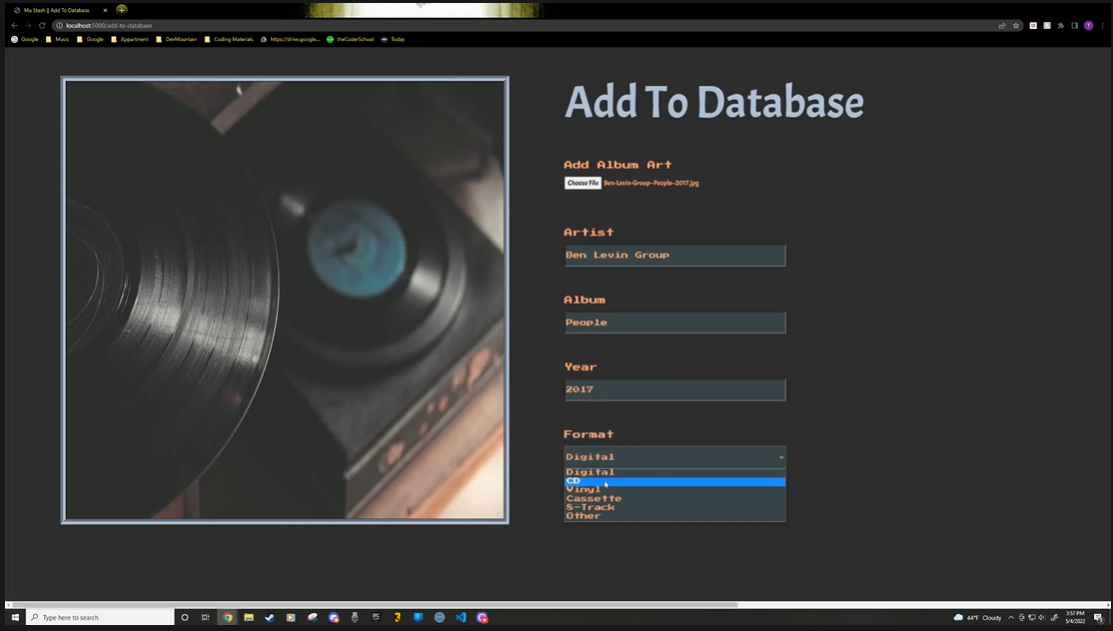 Mu Stash || Add To Database
localhost:5000/add-to-database
Google Music Google Appartment DevMountain Coding Materials https://drive.google... theCoderSchool Today
Add To Database
Add Album Art
Choose File Ben-Levin-Group-People-2017.jpg
Artist
Ben Levin Group
Album
People
Year
2017
Format
Digital
Digital
CD
Vinyl
Cassette
8-Track
Other
Type here to search
44°F Cloudy
3:57 PM
5/4/2022